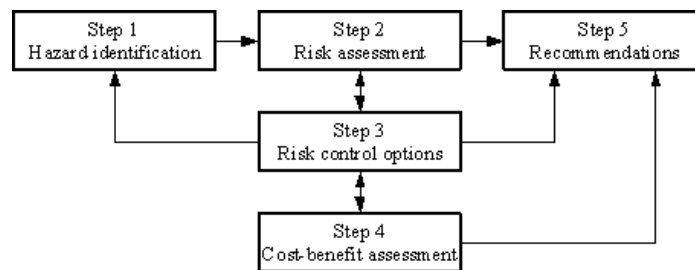 Step 1
Hazard identification
Step 2
Risk assessment
Step 5
Recommendations
Step 3
Risk control options
Step 4
Cost-benefit assessment